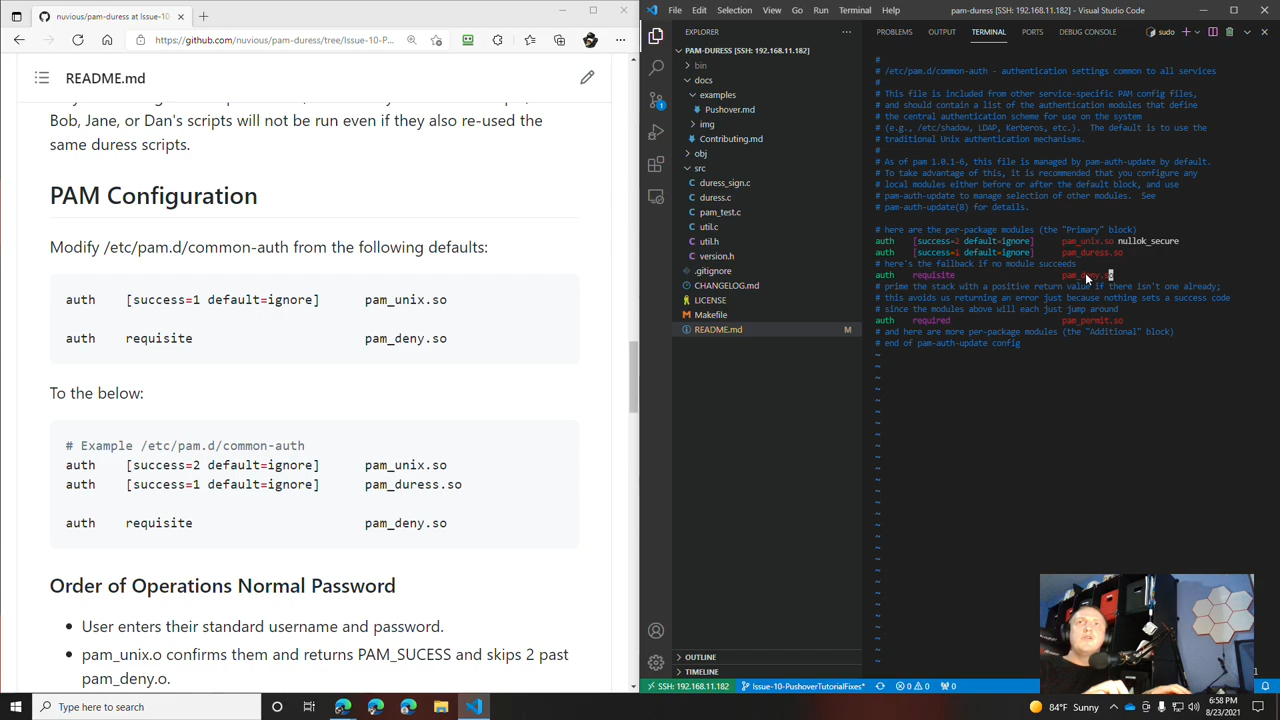 nuvious/pam-duress at Issue-10-
https://github.com/nuvious/pam-duress/tree/Issue-10-P...
README.md
Bob, Jane, or Dan's scripts will not be run even if they also re-used the
same duress scripts.
PAM Configuration
Modify /etc/pam.d/common-auth from the following defaults:
auth [success=1 default=ignore] pam_unix.so
auth requisite pam_deny.so
To the below:
# Example /etc/pam.d/common-auth
auth [success=2 default=ignore] pam_unix.so
auth [success=1 default=ignore] pam_duress.so
auth requisite pam_deny.so
Order of Operations Normal Password
User enters their standard username and password.
pam_unix.o confirms them and returns PAM_SUCESS and skips 2 past
pam_deny.o.
File Edit Selection View Go Run Terminal Help
pam-duress [SSH: 192.168.11.182] - Visual Studio Code
EXPLORER
PAM-DURESS [SSH: 192.168.11.182]
bin
docs
examples
Pushover.md
img
Contributing.md
obj
src
duress_sign.c
duress.c
pam_test.c
util.c
util.h
version.h
.gitignore
CHANGELOG.md
LICENSE
Makefile
README.md M
OUTLINE
TIMELINE
1
PROBLEMS OUTPUT TERMINAL PORTS DEBUG CONSOLE
sudo
#
# /etc/pam.d/common-auth - authentication settings common to all services
#
# This file is included from other service-specific PAM config files,
# and should contain a list of the authentication modules that define
# the central authentication scheme for use on the system
# (e.g., /etc/shadow, LDAP, Kerberos, etc.).  The default is to use the
# traditional Unix authentication mechanisms.
#
# As of pam 1.0.1-6, this file is managed by pam-auth-update by default.
# To take advantage of this, it is recommended that you configure any
# local modules either before or after the default block, and use
# pam-auth-update to manage selection of other modules.  See
# pam-auth-update(8) for details.
# here are the per-package modules (the "Primary" block)
auth [success=2 default=ignore] pam_unix.so nullok_secure
auth [success=1 default=ignore] pam_duress.so
# here's the fallback if no module succeeds
auth requisite pam_deny.so
# prime the stack with a positive return value if there isn't one already;
# this avoids us returning an error just because nothing sets a success code
# since the modules above will each just jump around
auth required pam_permit.so
# and here are more per-package modules (the "Additional" block)
# end of pam-auth-update config
SSH: 192.168.11.182 Issue-10-PushoverTutorialFixes* 0 0 0
Type here to search
84°F Sunny
6:58 PM
8/23/2021